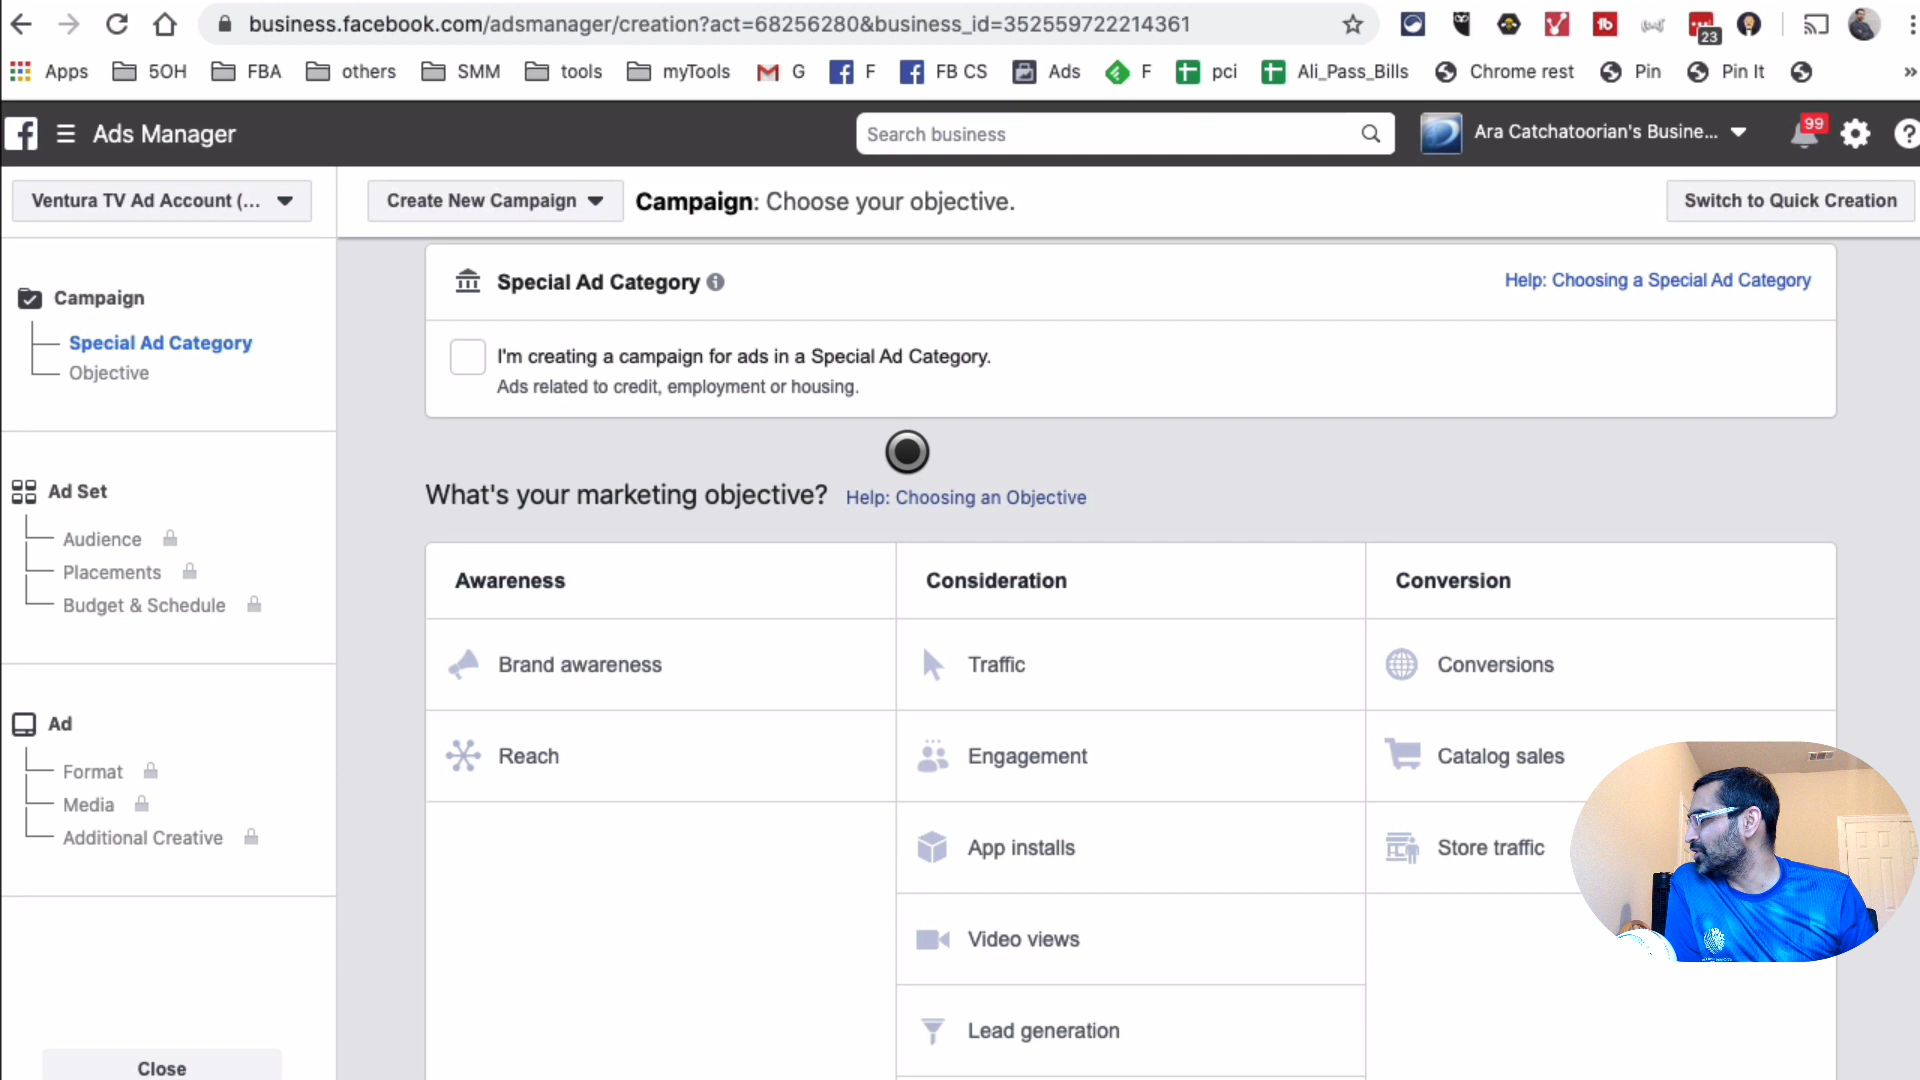 business.facebook.com/adsmanager/creation?act=68256280&business_id=352559722214361
23
Apps 5OH FBA others SMM tools myTools G F FB CS Ads F pci Ali_Pass_Bills Chrome rest Pin Pin It »
Ads Manager
Search business
Ara Catchatoorian's Busine...
99
Ventura TV Ad Account (...
Create New Campaign
Campaign: Choose your objective.
Switch to Quick Creation
Campaign
Special Ad Category
Objective
Ad Set
Audience
Placements
Budget & Schedule
Ad
Format
Media
Additional Creative
Close
Special Ad Category
Help: Choosing a Special Ad Category
I'm creating a campaign for ads in a Special Ad Category.
Ads related to credit, employment or housing.
What's your marketing objective? Help: Choosing an Objective
Awareness
Brand awareness
Reach
Consideration
Traffic
Engagement
App installs
Video views
Lead generation
Conversion
Conversions
Catalog sales
Store traffic